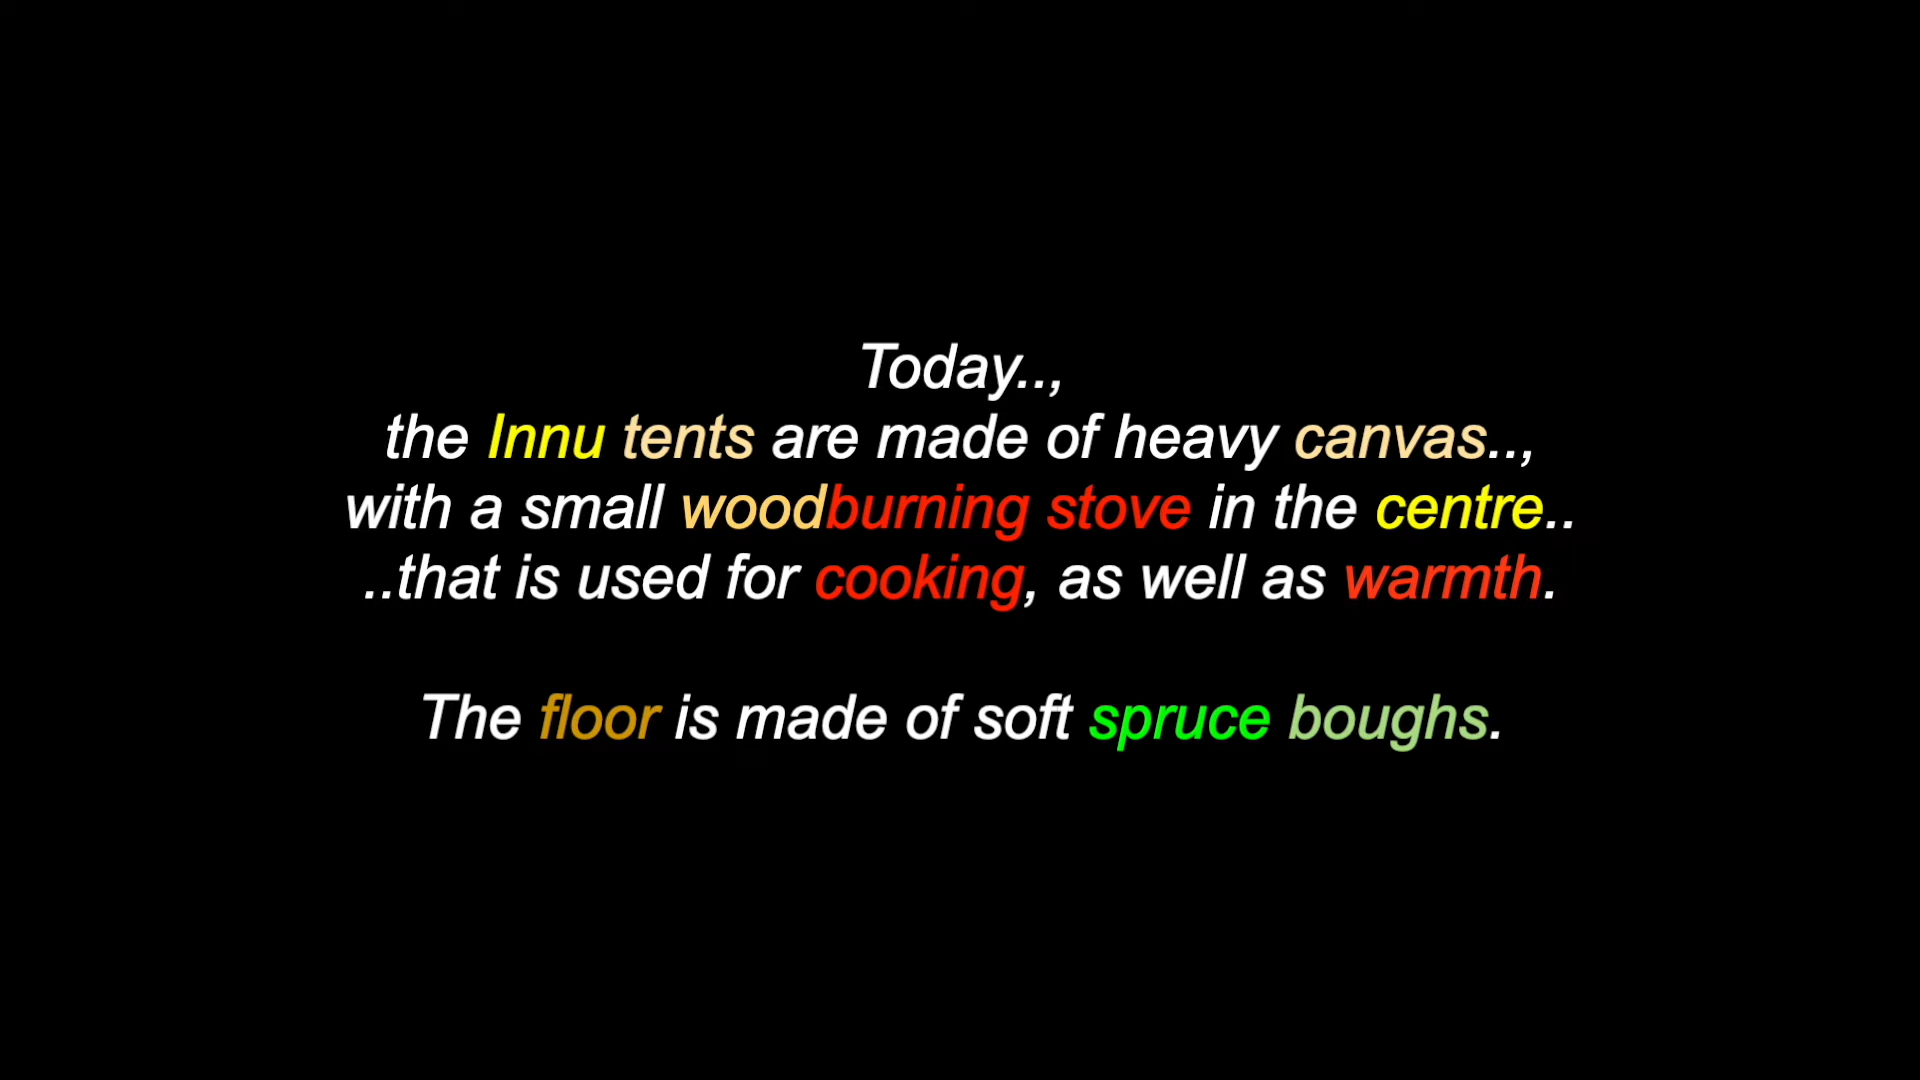 Today..,
the Innu tents are made of heavy canvas..,
with a small woodburning stove in the centre..
..that is used for cooking, as well as warmth.
The floor is made of soft spruce boughs.